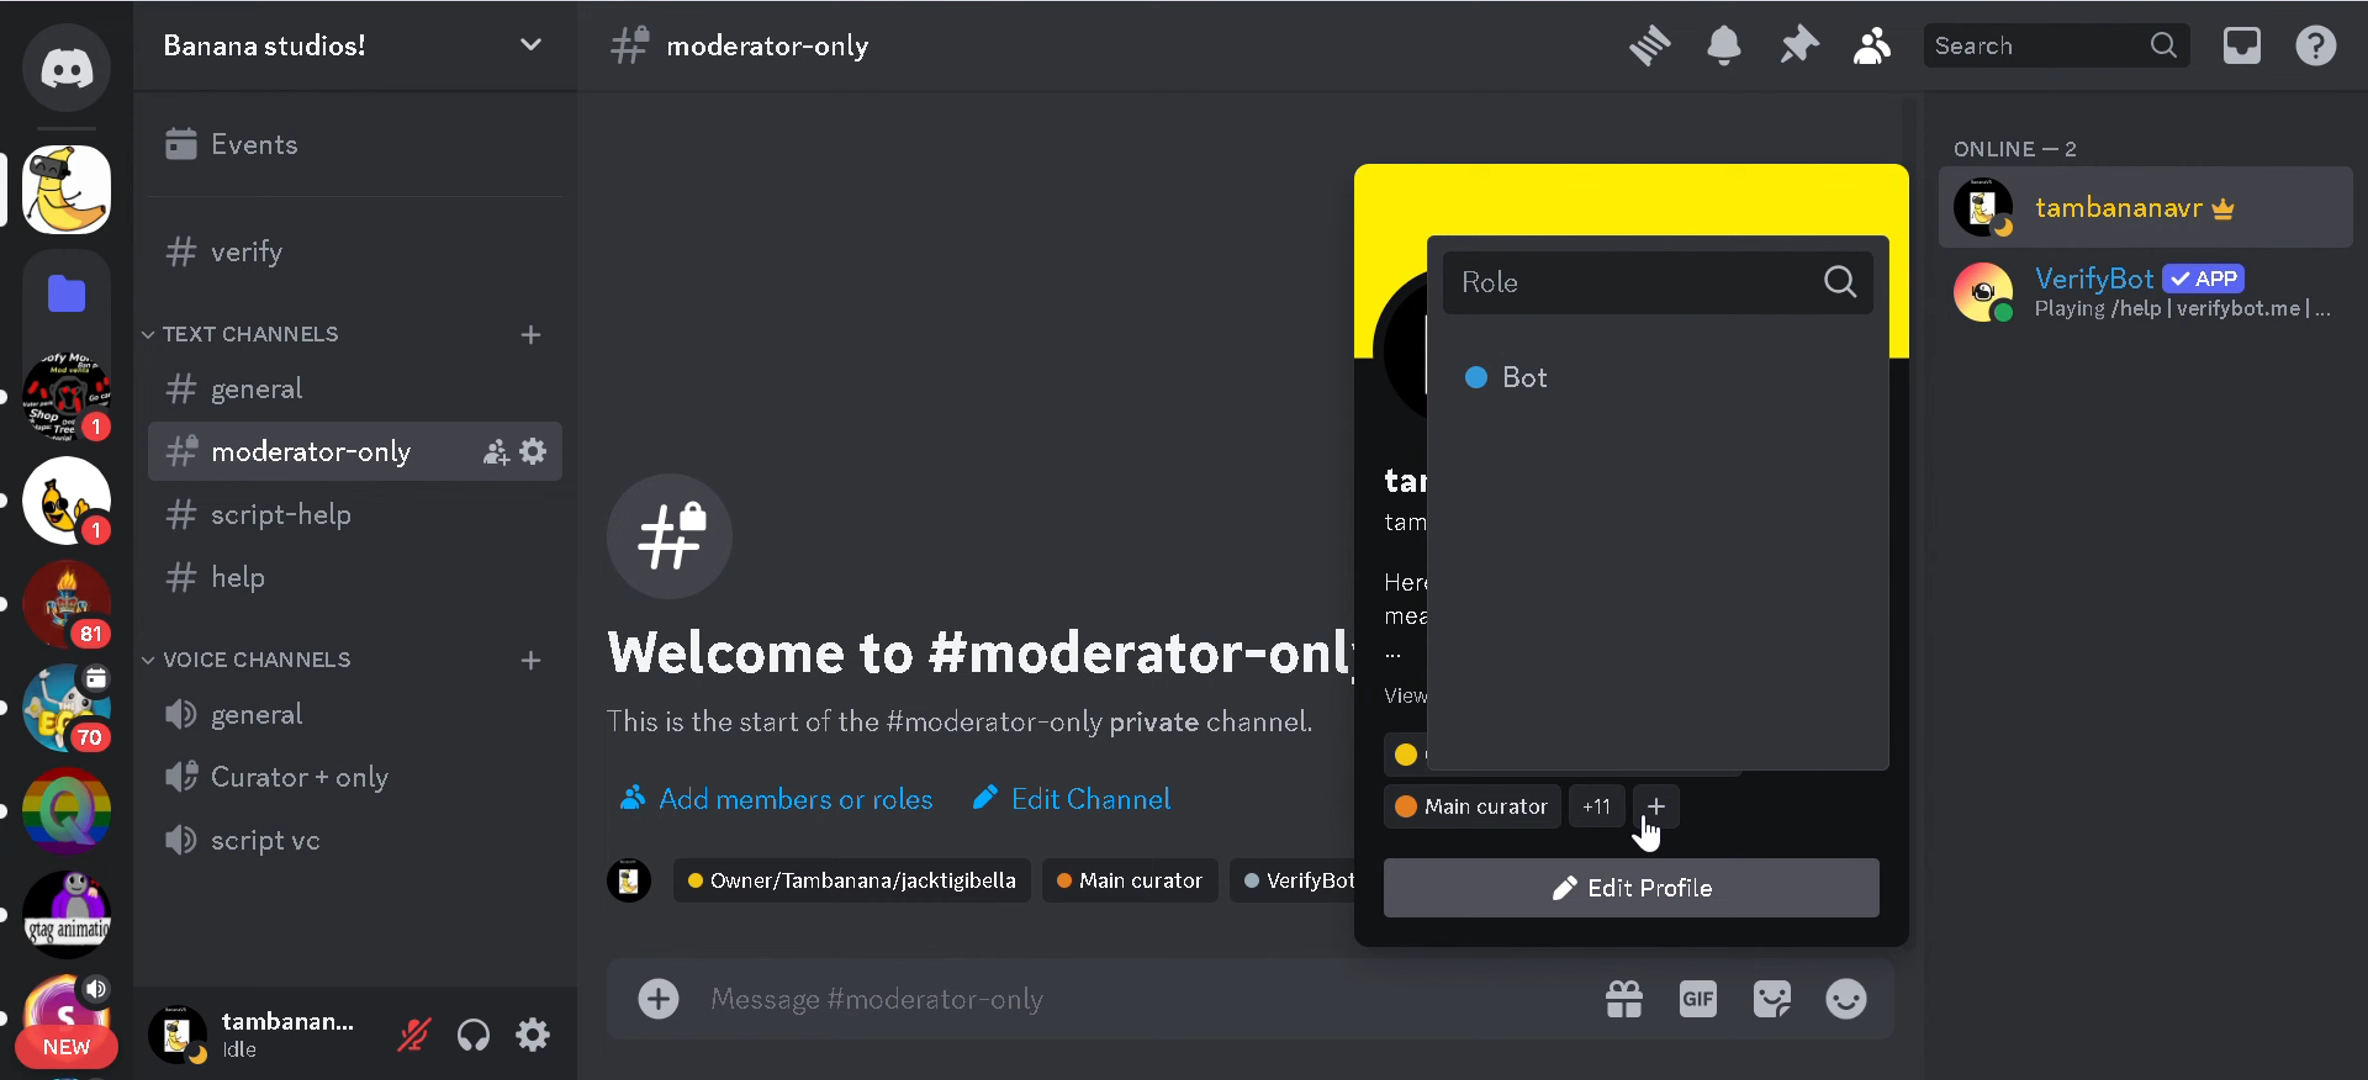 Banana studios!
Events
verify
TEXT CHANNELS
general
moderator-only
script-help
help
VOICE CHANNELS
general
Curator + only
script vc
tambanan...
Idle
1
1
81
70
gtag animatio
NEW
moderator-only
Search
Welcome to #moderator-only
This is the start of the #moderator-only private channel.
Add members or roles
Edit Channel
Owner/Tambanana/jacktigibella
Main curator
VerifyBot
Message #moderator-only
GIF
Role
Bot
tar
tam
Here
mea
...
View
Main curator
+11
Edit Profile
ONLINE — 2
tambananavr
VerifyBot APP
Playing /help | verifybot.me | ...